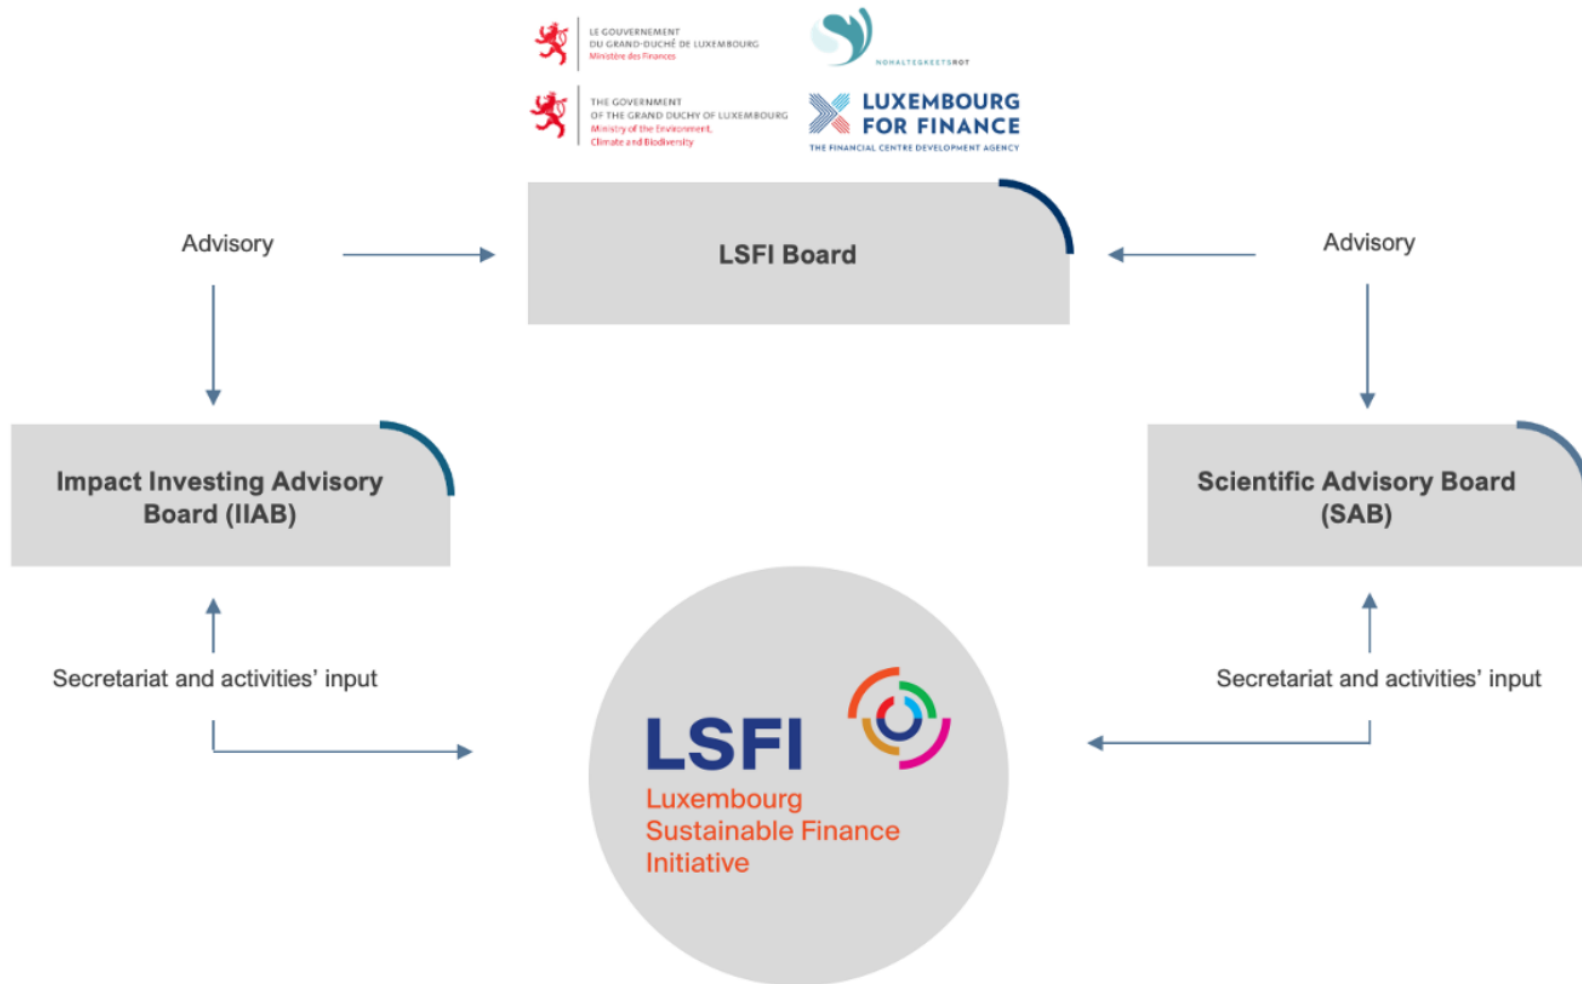 LE GOUVERNEMENT
DU GRAND-DUCHÉ DE LUXEMBOURG
Ministère des Finances
NOHALTEGKEETSROT
THE GOVERNMENT
OF THE GRAND DUCHY OF LUXEMBOURG
Ministry of the Environment,
Climate and Biodiversity
LUXEMBOURG
FOR FINANCE
THE FINANCIAL CENTRE DEVELOPMENT AGENCY
Advisory
LSFI Board
Advisory
Impact Investing Advisory
Board (IIAB)
Scientific Advisory Board
(SAB)
Secretariat and activities’ input
Secretariat and activities’ input
LSFI
Luxembourg
Sustainable Finance
Initiative